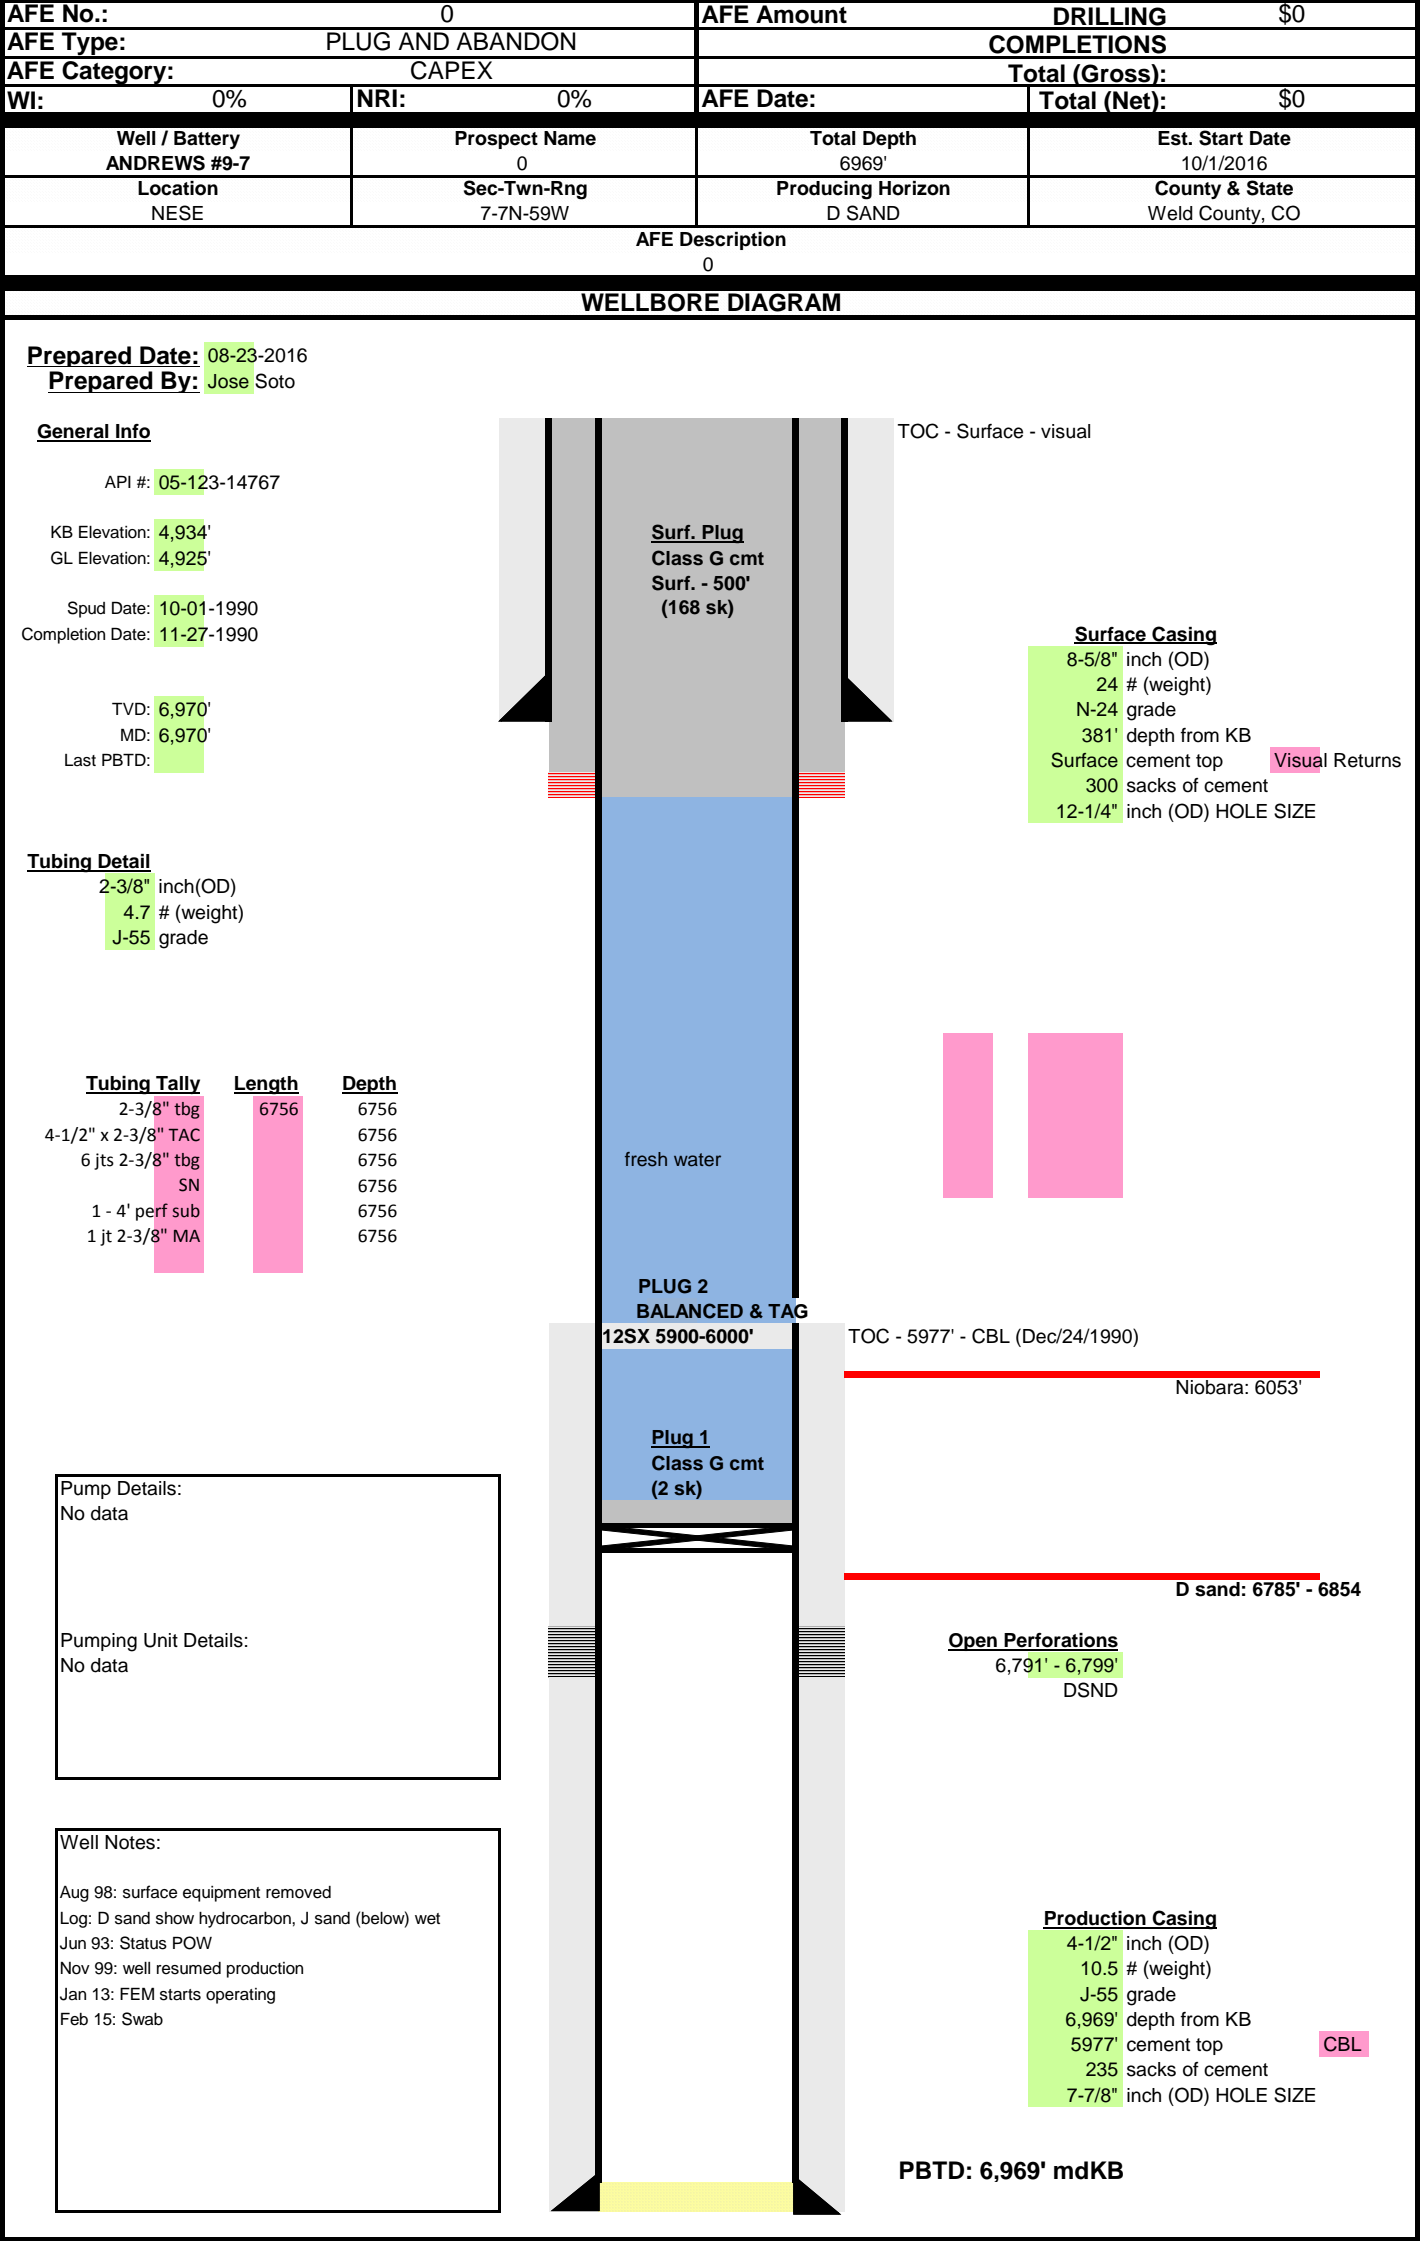 AFE No.: 0 AFE Amount DRILLING $0
AFE Type: PLUG AND ABANDON COMPLETIONS
AFE Category: CAPEX Total (Gross):
WI: 0% NRI: 0% AFE Date: Total (Net): $0
Well / Battery Prospect Name Total Depth Est. Start Date
ANDREWS #9-7 0 6969' 10/1/2016
Location Sec-Twn-Rng Producing Horizon County & State
NESE 7-7N-59W D SAND Weld County, CO
AFE Description
0
WELLBORE DIAGRAM
Prepared Date: 08-23-2016
Prepared By: Jose Soto
General Info
TOC - Surface - visual
API #: 05-123-14767
KB Elevation: 4,934'
GL Elevation: 4,925'
Spud Date: 10-01-1990
Completion Date: 11-27-1990
TVD: 6,970'
MD: 6,970'
Last PBTD:
Surf. Plug
Class G cmt
Surf. - 500'
(168 sk)
Surface Casing
8-5/8" inch (OD)
24 # (weight)
N-24 grade
381' depth from KB
Surface cement top Visual Returns
300 sacks of cement
12-1/4" inch (OD) HOLE SIZE
Tubing Detail
2-3/8" inch(OD)
4.7 # (weight)
J-55 grade
Tubing Tally Length Depth
2-3/8" tbg 6756 6756
4-1/2" x 2-3/8" TAC 6756
6 jts 2-3/8" tbg 6756
SN 6756
1 - 4' perf sub 6756
1 jt 2-3/8" MA 6756
fresh water
PLUG 2
BALANCED & TAG
12SX 5900-6000'
TOC - 5977' - CBL (Dec/24/1990)
Niobara: 6053'
Plug 1
Class G cmt
(2 sk)
Pump Details:
No data
D sand: 6785' - 6854
Pumping Unit Details:
No data
Open Perforations
6,791' - 6,799'
DSND
Well Notes:
Aug 98: surface equipment removed
Log: D sand show hydrocarbon, J sand (below) wet
Jun 93: Status POW
Nov 99: well resumed production
Jan 13: FEM starts operating
Feb 15: Swab
Production Casing
4-1/2" inch (OD)
10.5 # (weight)
J-55 grade
6,969' depth from KB
5977' cement top CBL
235 sacks of cement
7-7/8" inch (OD) HOLE SIZE
PBTD: 6,969' mdKB